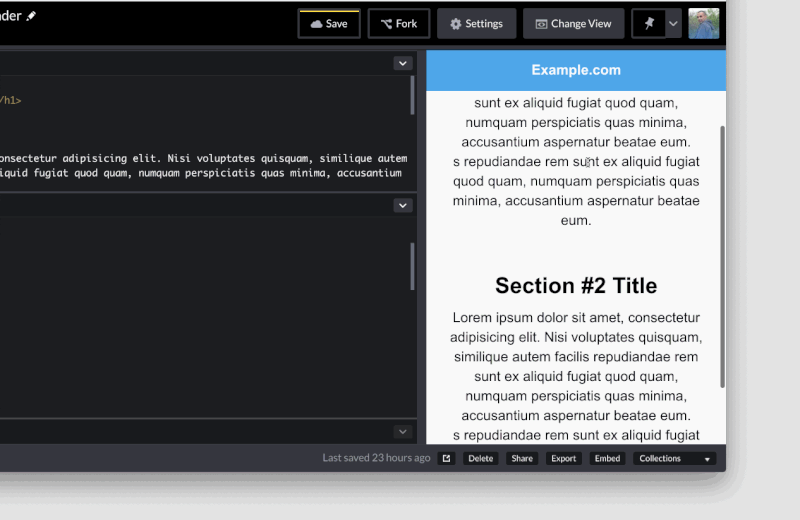 der
Save
Fork
Settings
Change View
/h1>
onsectetur adipisicing elit. Nisi voluptates quisquam, similique autem
iquid fugiat quod quam, numquam perspiciatis quas minima, accusantium
Example.com
sunt ex aliquid fugiat quod quam,
numquam perspiciatis quas minima,
accusantium aspernatur beatae eum.
s repudiandae rem sunt ex aliquid fugiat
quod quam, numquam perspiciatis quas
minima, accusantium aspernatur beatae
eum.
Section #2 Title
Lorem ipsum dolor sit amet, consectetur
adipisicing elit. Nisi voluptates quisquam,
similique autem facilis repudiandae rem
sunt ex aliquid fugiat quod quam,
numquam perspiciatis quas minima,
accusantium aspernatur beatae eum.
s repudiandae rem sunt ex aliquid fugiat
Last saved 23 hours ago
Delete
Share
Export
Embed
Collections